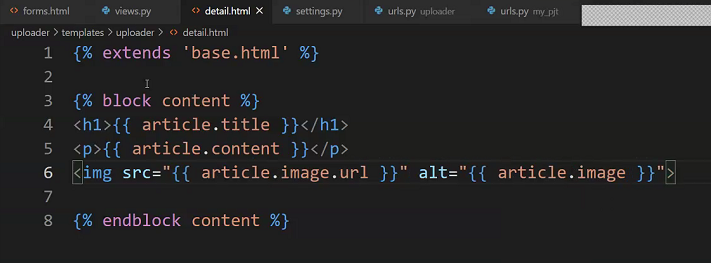 forms.html views.py detail.html settings.py urls.py uploader urls.py my_pjt
uploader > templates > uploader > detail.html
1 {% extends 'base.html' %}
2
3 {% block content %}
4 <h1>{{ article.title }}</h1>
5 <p>{{ article.content }}</p>
6 <img src="{{ article.image.url }}" alt="{{ article.image }}">
7
8 {% endblock content %}